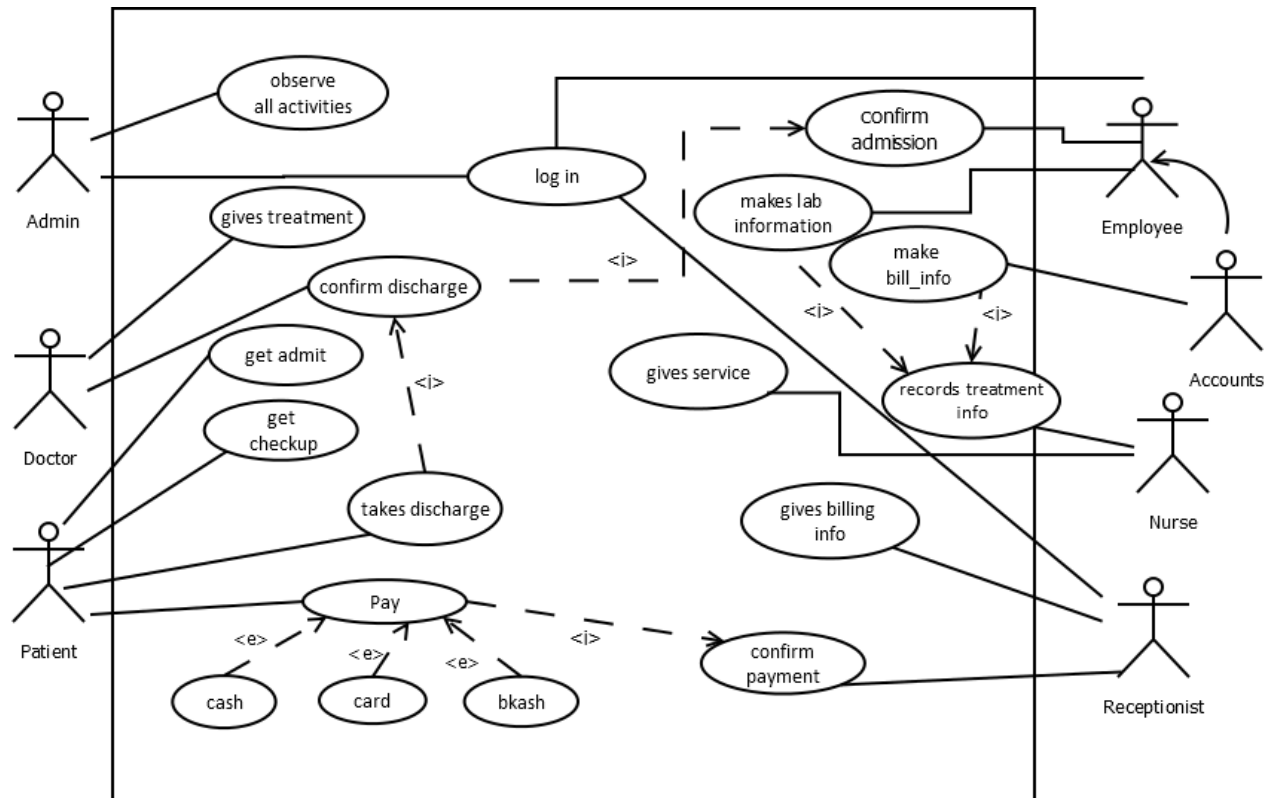 observe
all activities
confirm
admission
log in
Admin
gives treatment
makes lab
information
Employee
make
bill_info
<i>
confirm discharge
<i>
<i>
get admit
gives service
records treatment
info
Accounts
<i>
get
checkup
Doctor
takes discharge
gives billing
info
Nurse
Pay
Patient
<e>
<e>
<e>
<i>
confirm
payment
cash
card
bkash
Receptionist